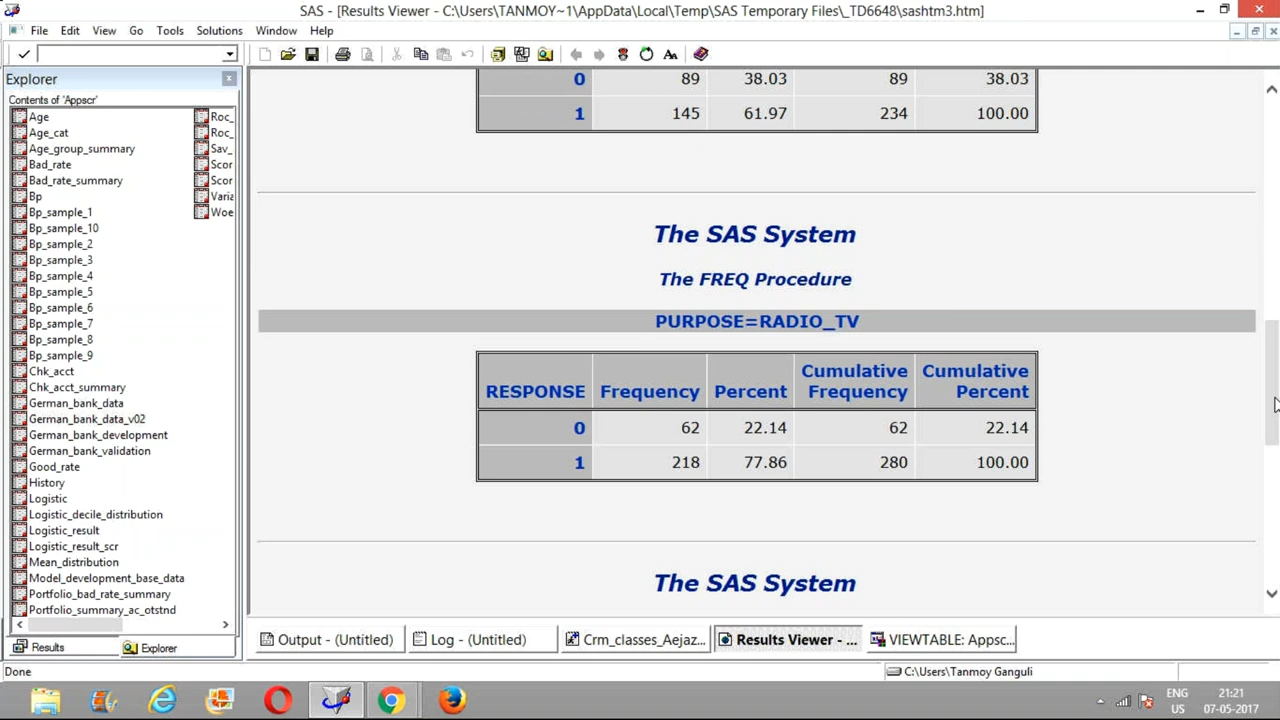 SAS - [Results Viewer - C:\Users\TANMOY~1\AppData\Local\Temp\SAS Temporary Files\_TD6648\sashtm3.htm]
File Edit View Go Tools Solutions Window Help
Explorer
Contents of 'Appscr'
Age
Age_cat
Age_group_summary
Bad_rate
Bad_rate_summary
Bp
Bp_sample_1
Bp_sample_10
Bp_sample_2
Bp_sample_3
Bp_sample_4
Bp_sample_5
Bp_sample_6
Bp_sample_7
Bp_sample_8
Bp_sample_9
Chk_acct
Chk_acct_summary
German_bank_data
German_bank_data_v02
German_bank_development
German_bank_validation
Good_rate
History
Logistic
Logistic_decile_distribution
Logistic_result
Logistic_result_scr
Mean_distribution
Model_development_base_data
Portfolio_bad_rate_summary
Portfolio_summary_ac_otstnd
Roc_
Roc_
Sav_
Scor
Scor
Varia
Woe
Results Explorer
0 89 38.03 89 38.03
1 145 61.97 234 100.00
The SAS System
The FREQ Procedure
PURPOSE=RADIO_TV
RESPONSE Frequency Percent Cumulative Frequency Cumulative Percent
0 62 22.14 62 22.14
1 218 77.86 280 100.00
The SAS System
Output - (Untitled) Log - (Untitled) Crm_classes_Aejaz... Results Viewer - ... VIEWTABLE: Appsc...
Done C:\Users\Tanmoy Ganguli
ENG 21:21
US 07-05-2017